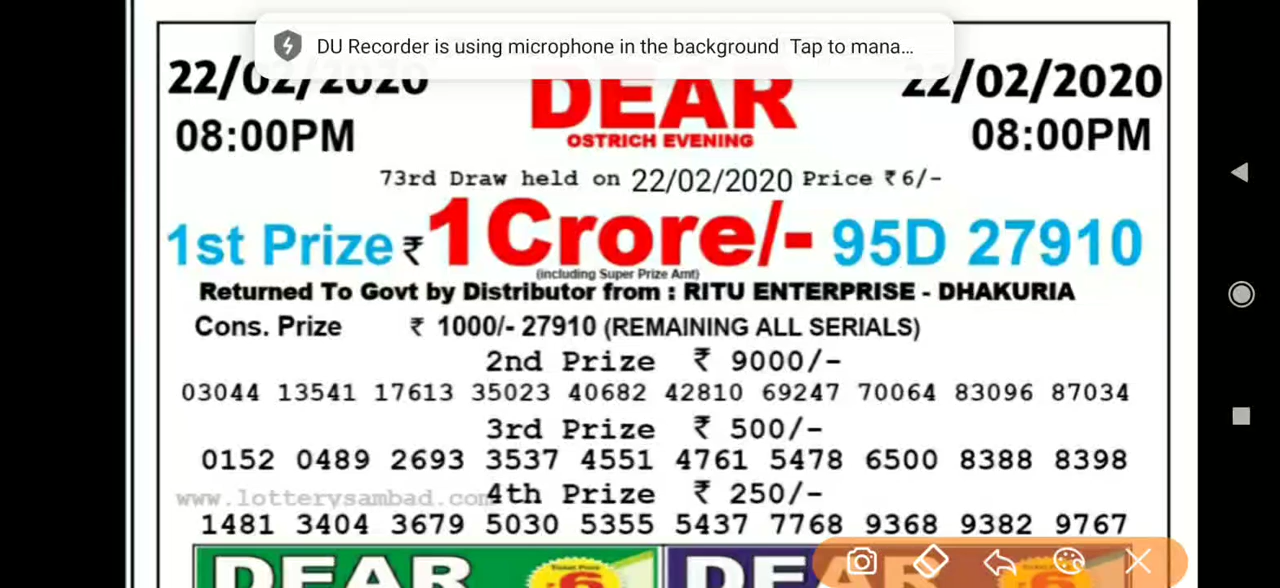 DU Recorder is using microphone in the background Tap to mana...
22/02/2020 DEAR 22/02/2020
08:00PM OSTRICH EVENING 08:00PM
73rd Draw held on 22/02/2020 Price ₹ 6/-
1st Prize ₹ 1 Crore/- 95D 27910
(including Super Prize Amt)
Returned To Govt by Distributor from : RITU ENTERPRISE - DHAKURIA
Cons. Prize ₹ 1000/- 27910 (REMAINING ALL SERIALS)
2nd Prize ₹ 9000/-
03044 13541 17613 35023 40682 42810 69247 70064 83096 87034
3rd Prize ₹ 500/-
0152 0489 2693 3537 4551 4761 5478 6500 8388 8398
www.lotterysambad.com 4th Prize ₹ 250/-
1481 3404 3679 5030 5355 5437 7768 9368 9382 9767
DEAR 6 DEAR